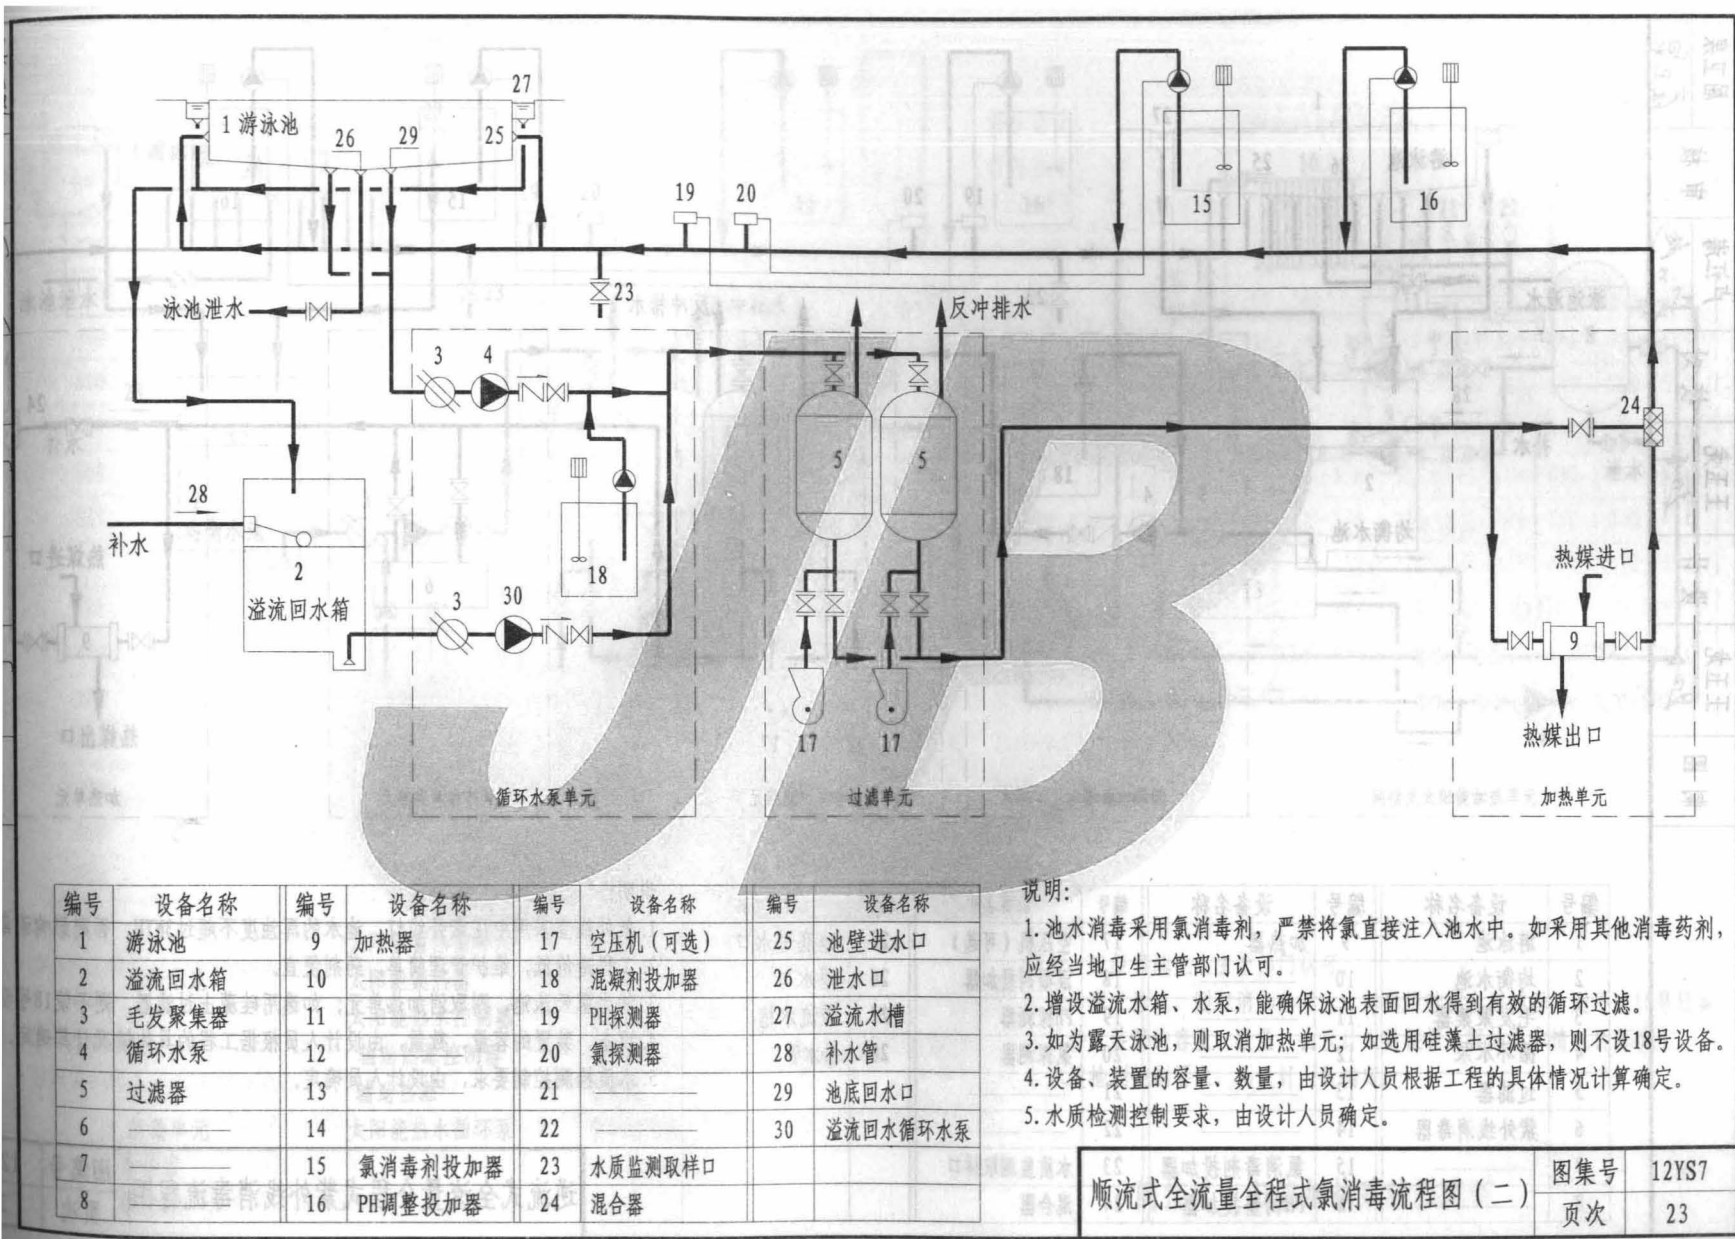 27
1 游泳池
26
29
25
19
20
15
16
泳池泄水
23
反冲排水
3
4
24
28
补水
5
5
2
溢流回水箱
18
3
30
热媒进口
9
17
17
热媒出口
循环水泵单元
过滤单元
加热单元
JB
编号 设备名称 编号 设备名称 编号 设备名称 编号 设备名称
1 游泳池 9 加热器 17 空压机(可选) 25 池壁进水口
2 溢流回水箱 10 —— 18 混凝剂投加器 26 泄水口
3 毛发聚集器 11 —— 19 PH探测器 27 溢流水槽
4 循环水泵 12 —— 20 氯探测器 28 补水管
5 过滤器 13 —— 21 —— 29 池底回水口
6 —— 14 —— 22 —— 30 溢流回水循环水泵
7 —— 15 氯消毒剂投加器 23 水质监测取样口
8 —— 16 PH调整投加器 24 混合器
说明:
1.池水消毒采用氯消毒剂,严禁将氯直接注入池水中。如采用其他消毒药剂,
应经当地卫生主管部门认可。
2.增设溢流水箱、水泵,能确保泳池表面回水得到有效的循环过滤。
3.如为露天泳池,则取消加热单元;如选用硅藻土过滤器,则不设18号设备。
4.设备、装置的容量、数量,由设计人员根据工程的具体情况计算确定。
5.水质检测控制要求,由设计人员确定。
顺流式全流量全程式氯消毒流程图(二)
图集号 12YS7
页次 23